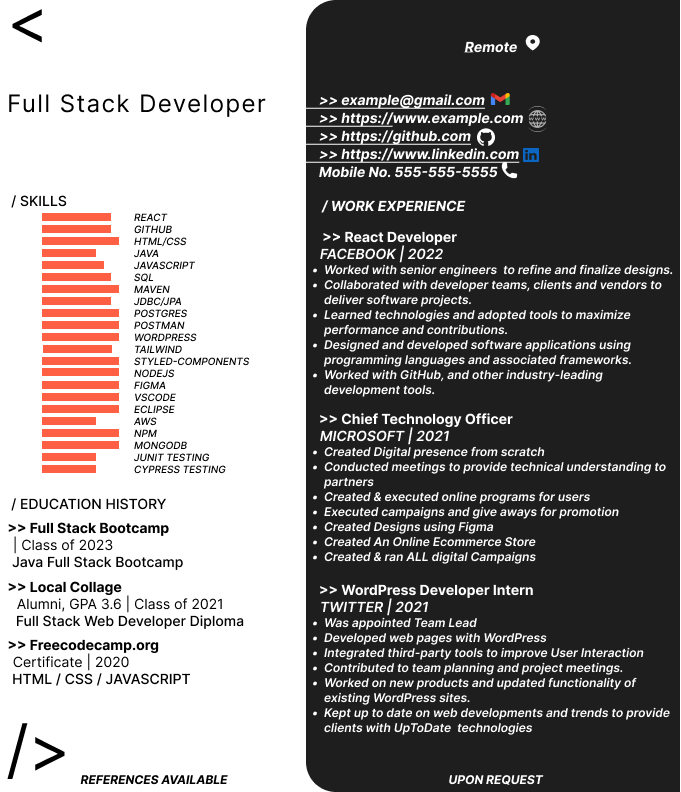 <
Full Stack Developer
/ SKILLS
REACT
GITHUB
HTML/CSS
JAVA
JAVASCRIPT
SQL
MAVEN
JDBC/JPA
POSTGRES
POSTMAN
WORDPRESS
TAILWIND
STYLED-COMPONENTS
NODEJS
FIGMA
VSCODE
ECLIPSE
AWS
NPM
MONGODB
JUNIT TESTING
CYPRESS TESTING
/ EDUCATION HISTORY
>> Full Stack Bootcamp
| Class of 2023
Java Full Stack Bootcamp
>> Local Collage
Alumni, GPA 3.6 | Class of 2021
Full Stack Web Developer Diploma
>> Freecodecamp.org
Certificate | 2020
HTML / CSS / JAVASCRIPT
/>
REFERENCES AVAILABLE
Remote
>> example@gmail.com
>> https://www.example.com
WWW
>> https://github.com
>> https://www.linkedin.com
in
Mobile No. 555-555-5555
/ WORK EXPERIENCE
>> React Developer
FACEBOOK | 2022
• Worked with senior engineers to refine and finalize designs.
• Collaborated with developer teams, clients and vendors to
deliver software projects.
• Learned technologies and adopted tools to maximize
performance and contributions.
• Designed and developed software applications using
programming languages and associated frameworks.
• Worked with GitHub, and other industry-leading
development tools.
>> Chief Technology Officer
MICROSOFT | 2021
• Created Digital presence from scratch
• Conducted meetings to provide technical understanding to
partners
• Created & executed online programs for users
• Executed campaigns and give aways for promotion
• Created Designs using Figma
• Created An Online Ecommerce Store
• Created & ran ALL digital Campaigns
>> WordPress Developer Intern
TWITTER | 2021
• Was appointed Team Lead
• Developed web pages with WordPress
• Integrated third-party tools to improve User Interaction
• Contributed to team planning and project meetings.
• Worked on new products and updated functionality of
existing WordPress sites.
• Kept up to date on web developments and trends to provide
clients with UpToDate technologies
UPON REQUEST